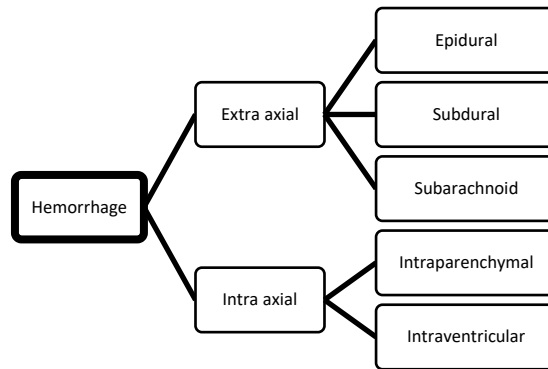 Hemorrhage
Extra axial
Epidural
Subdural
Subarachnoid
Intra axial
Intraparenchymal
Intraventricular